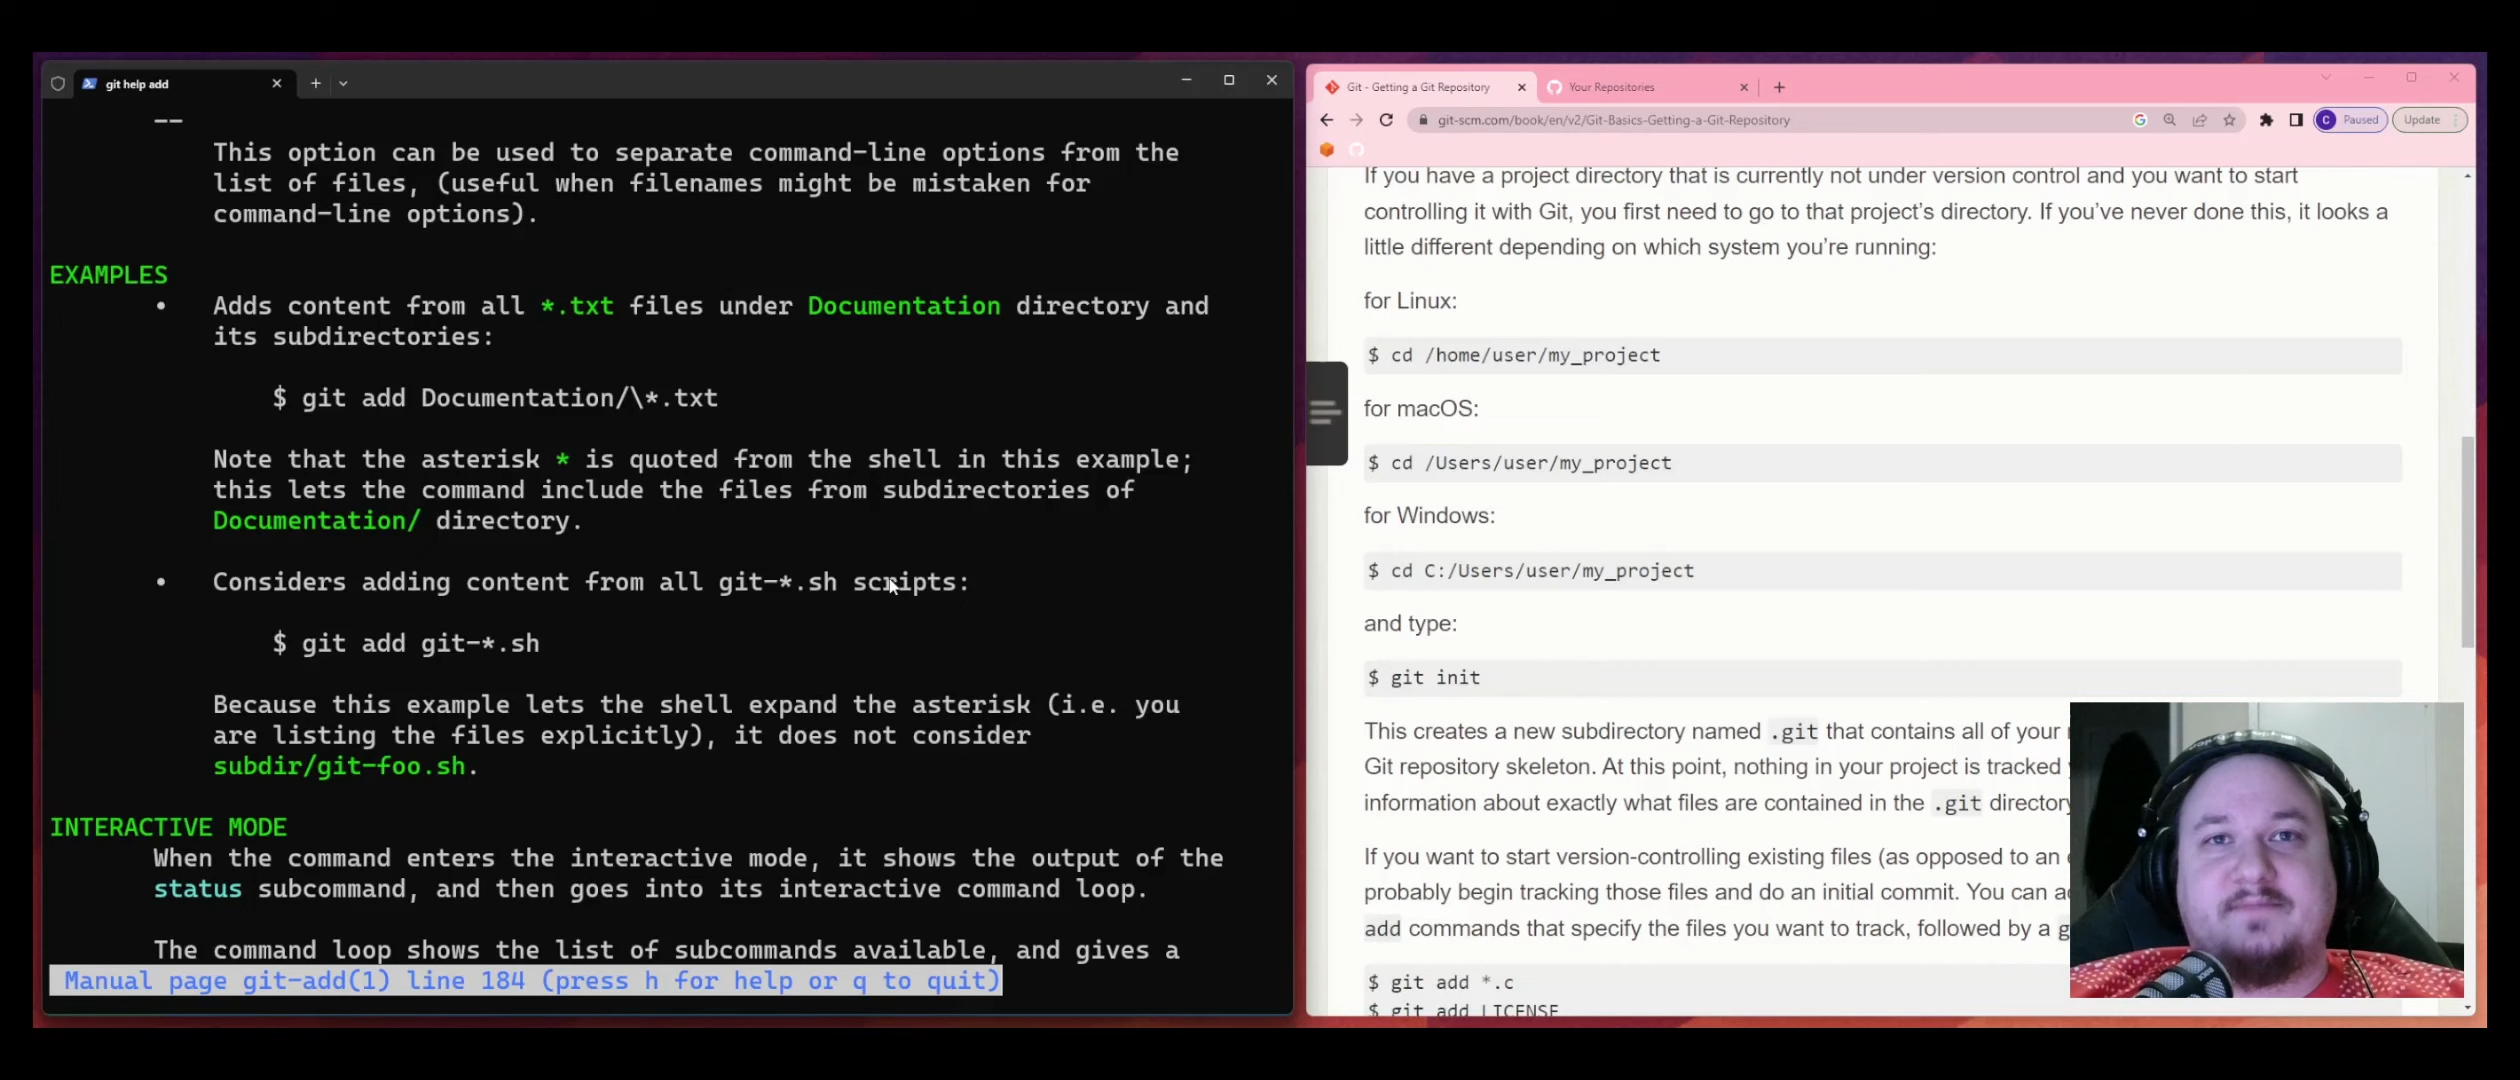 git help add
--
This option can be used to separate command-line options from the
list of files, (useful when filenames might be mistaken for
command-line options).
EXAMPLES
• Adds content from all *.txt files under Documentation directory and
its subdirectories:
$ git add Documentation/\*.txt
Note that the asterisk * is quoted from the shell in this example;
this lets the command include the files from subdirectories of
Documentation/ directory.
• Considers adding content from all git-*.sh scripts:
$ git add git-*.sh
Because this example lets the shell expand the asterisk (i.e. you
are listing the files explicitly), it does not consider
subdir/git-foo.sh.
INTERACTIVE MODE
When the command enters the interactive mode, it shows the output of the
status subcommand, and then goes into its interactive command loop.
The command loop shows the list of subcommands available, and gives a
Manual page git-add(1) line 184 (press h for help or q to quit)
Git - Getting a Git Repository
Your Repositories
git-scm.com/book/en/v2/Git-Basics-Getting-a-Git-Repository
C Paused
Update
If you have a project directory that is currently not under version control and you want to start
controlling it with Git, you first need to go to that project's directory. If you've never done this, it looks a
little different depending on which system you're running:
for Linux:
$ cd /home/user/my_project
for macOS:
$ cd /Users/user/my_project
for Windows:
$ cd C:/Users/user/my_project
and type:
$ git init
This creates a new subdirectory named .git that contains all of your
Git repository skeleton. At this point, nothing in your project is tracked
information about exactly what files are contained in the .git directory
If you want to start version-controlling existing files (as opposed to an
probably begin tracking those files and do an initial commit. You can
add commands that specify the files you want to track, followed by a g
$ git add *.c
$ git add LICENSE